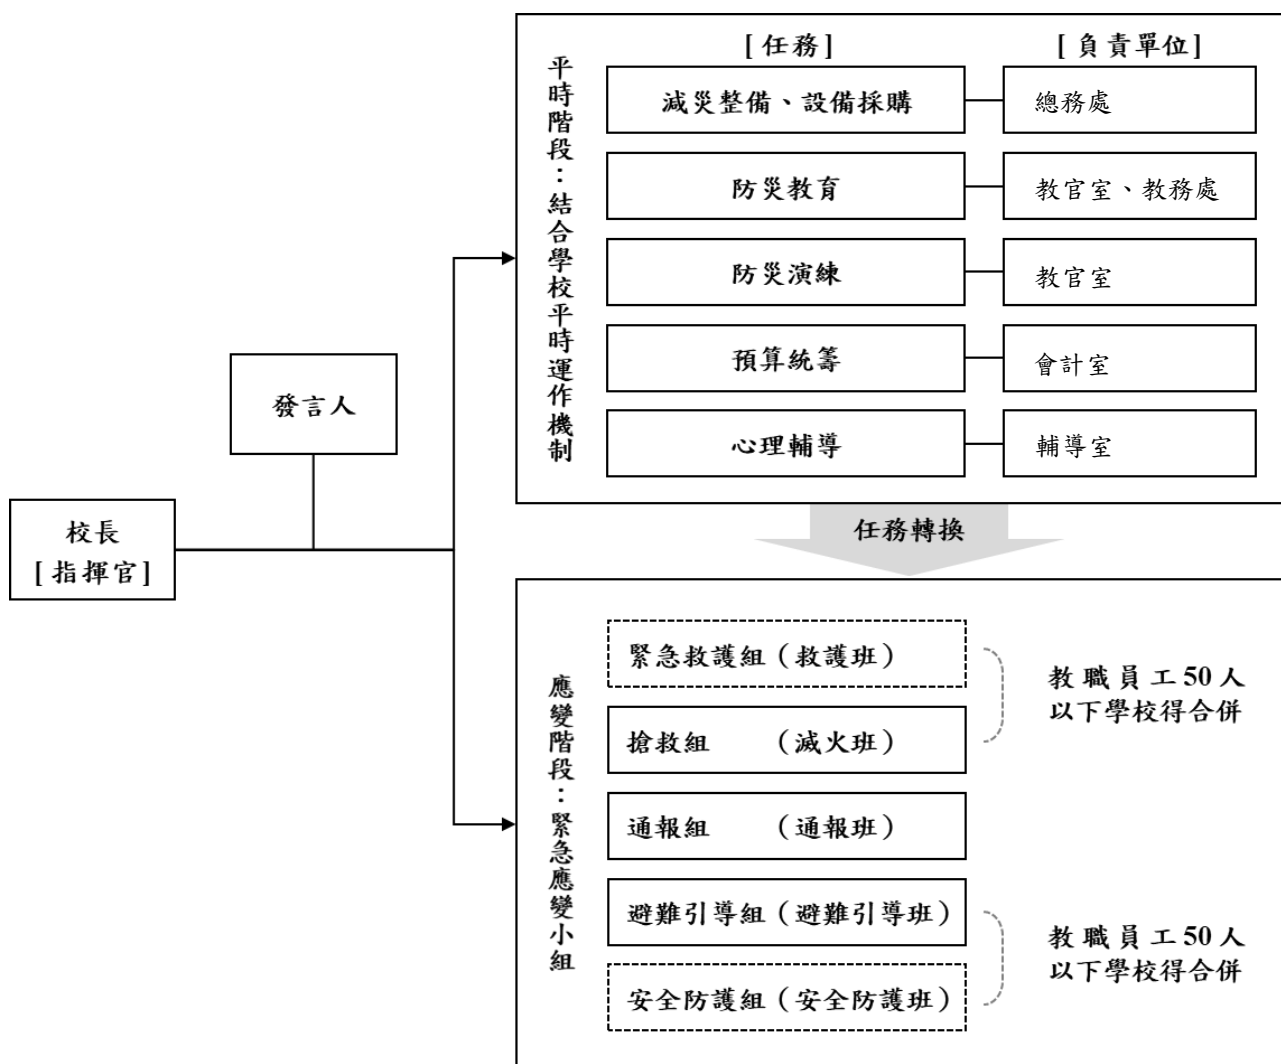 [任務]
[負責單位]
平時階段：結合學校平時運作機制
減災整備、設備採購
總務處
防災教育
教官室、教務處
防災演練
教官室
預算統籌
會計室
心理輔導
輔導室
發言人
校長
[指揮官]
任務轉換
應變階段：緊急應變小組
緊急救護組（救護班）
搶救組　　（滅火班）
教職員工50人
以下學校得合併
通報組　　（通報班）
避難引導組（避難引導班）
安全防護組（安全防護班）
教職員工50人
以下學校得合併